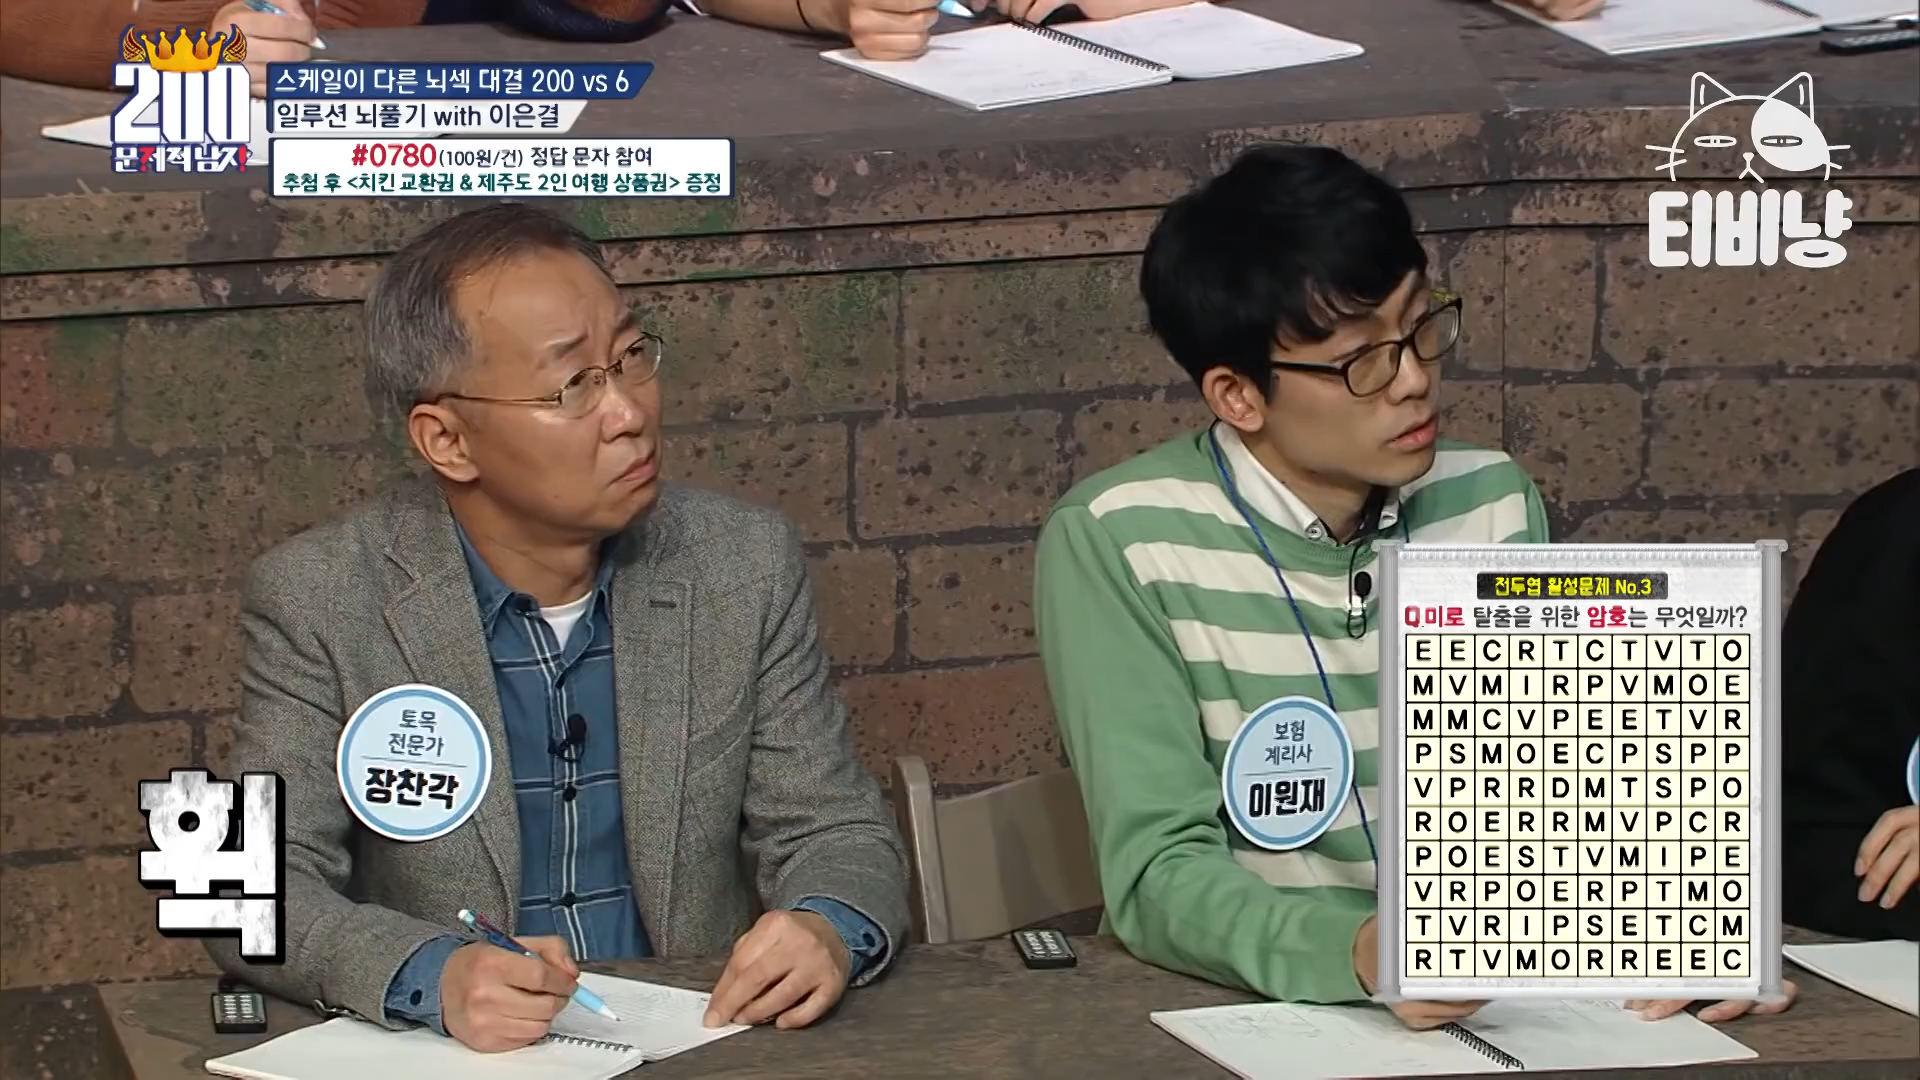 200
문제적남자
스케일이 다른 뇌섹 대결 200 vs 6
일루션 뇌풀기 with 이은결
#0780(100원/건) 정답 문자 참여
추첨 후 <치킨 교환권 & 제주도 2인 여행 상품권> 증정
티비냥
토목
전문가
장찬각
보험
계리사
이원재
휙
전두엽 활성문제 No.3
Q.미로 탈출을 위한 암호는 무엇일까?
E E C R T C T V T O
M V M I R P V M O E
M M C V P E E T V R
P S M O E C P S P P
V P R R D M T S P O
R O E R R M V P C R
P O E S T V M I P E
V R P O E R P T M O
T V R I P S E T C M
R T V M O R R E E C